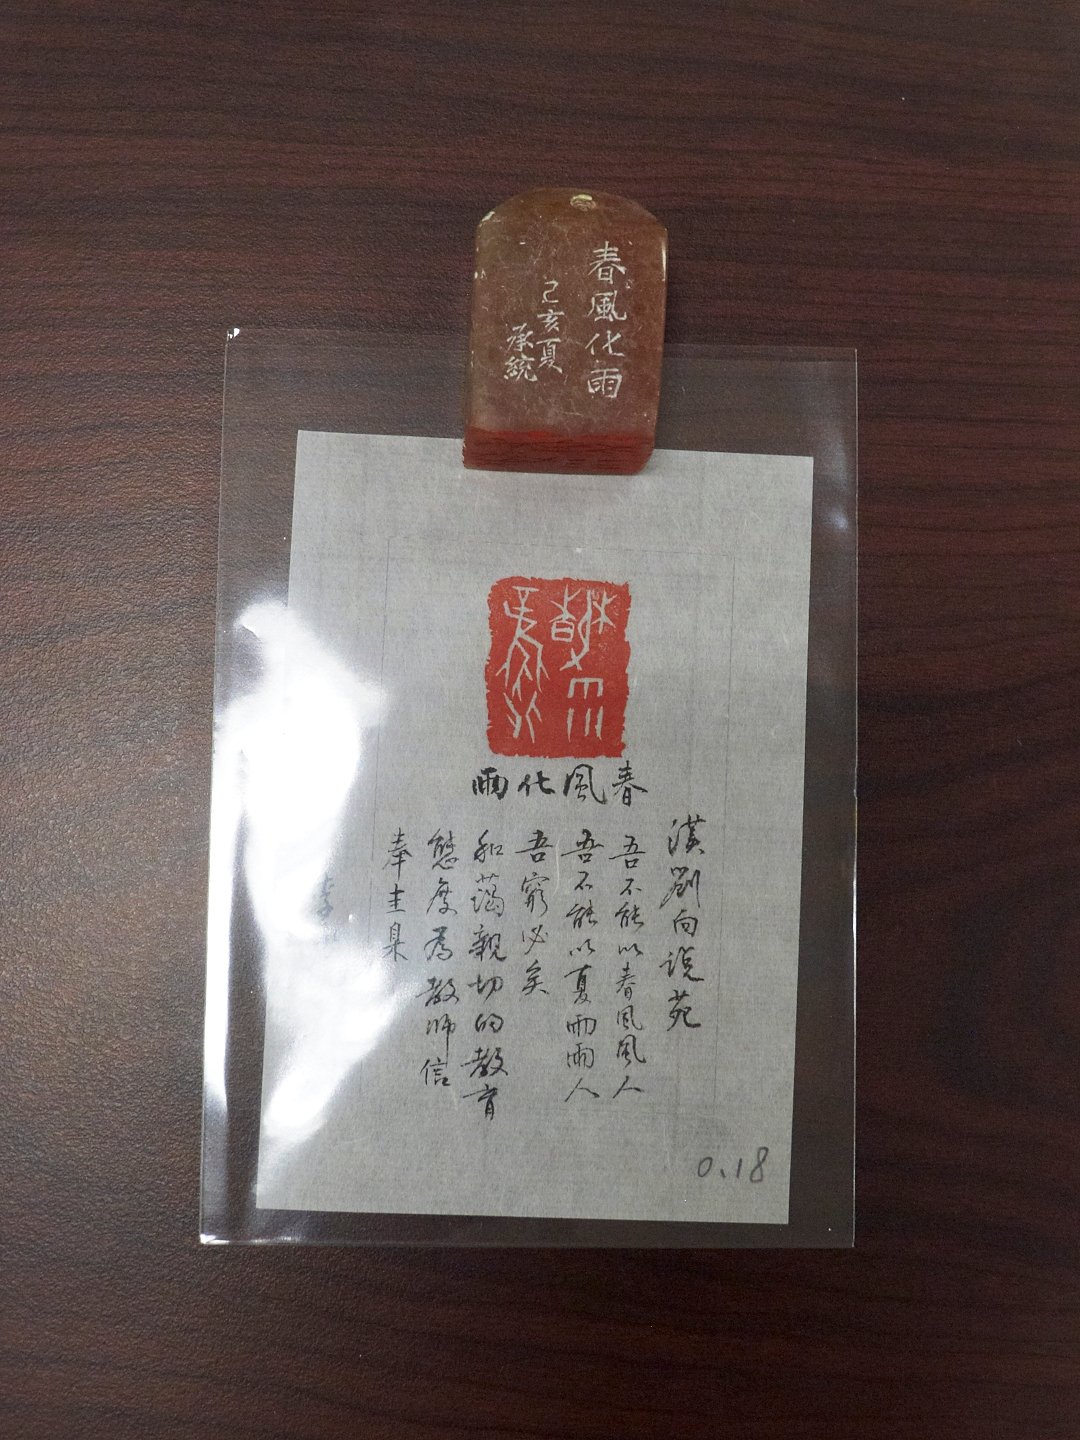 春風化雨
己亥夏
承統
春風化雨
漢劉向說苑
吾不能以春風風人
吾不能以夏雨雨人
吾窮必矣
和藹親切的教育
態度為教師信
奉圭臬
0.18